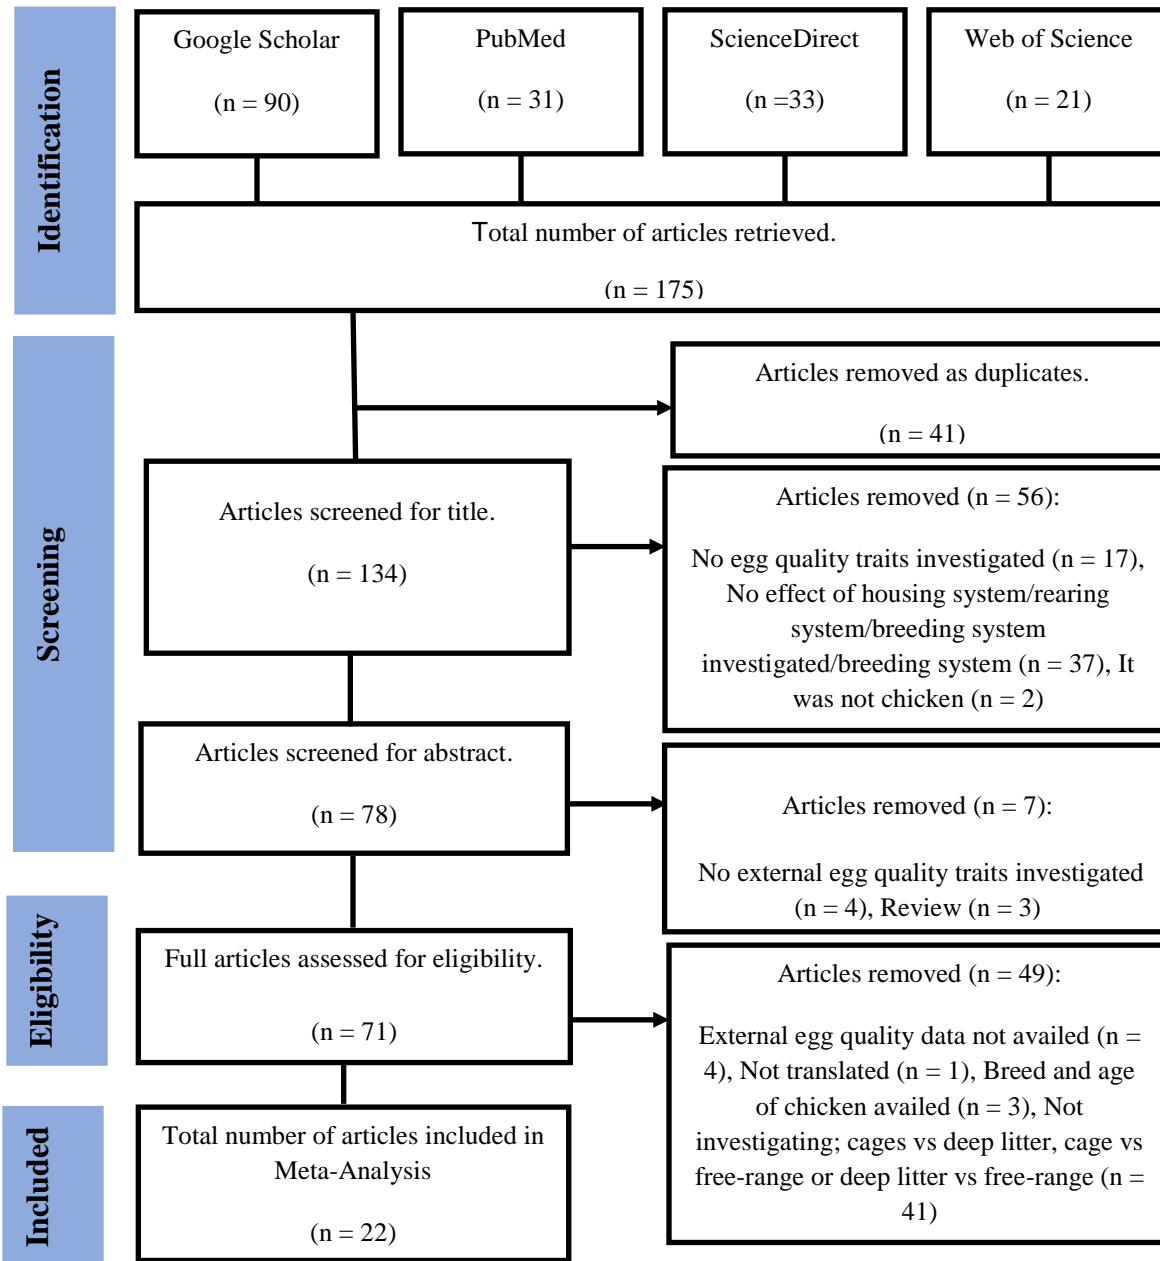 Identification
Google Scholar
(n = 90)
PubMed
(n = 31)
ScienceDirect
(n =33)
Web of Science
(n = 21)
Total number of articles retrieved.
(n = 175)
Screening
Articles removed as duplicates.
(n = 41)
Articles screened for title.
(n = 134)
Articles removed (n = 56):
No egg quality traits investigated (n = 17),
No effect of housing system/rearing
system/breeding system
investigated/breeding system (n = 37), It
was not chicken (n = 2)
Articles screened for abstract.
(n = 78)
Articles removed (n = 7):
No external egg quality traits investigated
(n = 4), Review (n = 3)
Eligibility
Full articles assessed for eligibility.
(n = 71)
Articles removed (n = 49):
External egg quality data not availed (n =
4), Not translated (n = 1), Breed and age
of chicken availed (n = 3), Not
investigating; cages vs deep litter, cage vs
free-range or deep litter vs free-range (n =
41)
Included
Total number of articles included in
Meta-Analysis
(n = 22)